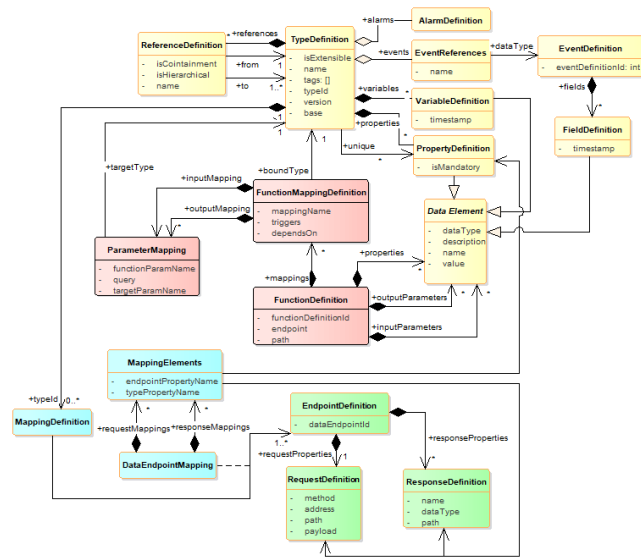 +references
*
+alarms
AlarmDefinition
ReferenceDefinition
- isCointainment
- isHierarchical
- name
+from
1
+to
1..*
TypeDefinition
- isExtensible
- name
- tags: []
- typeId
- version
- base
+events
EventReferences
- name
+dataType
EventDefinition
- eventDefinitionId: int
+fields
*
FieldDefinition
- timestamp
+variables
*
VariableDefinition
- timestamp
+properties
*
+unique
*
PropertyDefinition
- isMandatory
1
1
1
+targetType
+boundType
+inputMapping
*
+outputMapping
*
FunctionMappingDefinition
- mappingName
- triggers
- dependsOn
Data Element
- dataType
- description
- name
- value
ParameterMapping
- functionParamName
- query
- targetParamName
*
+mappings
+properties
*
FunctionDefinition
- functionDefinitionId
- endpoint
- path
+outputParameters
*
+inputParameters
*
MappingElements
- endpointPropertyName
- typePropertyName
+typeId
0..*
MappingDefinition
*
+requestMappings
*
+responseMappings
DataEndpointMapping
1..*
EndpointDefinition
- dataEndpointId
+requestProperties
1
+responseProperties
*
RequestDefinition
- method
- address
- path
- payload
ResponseDefinition
- name
- dataType
- path